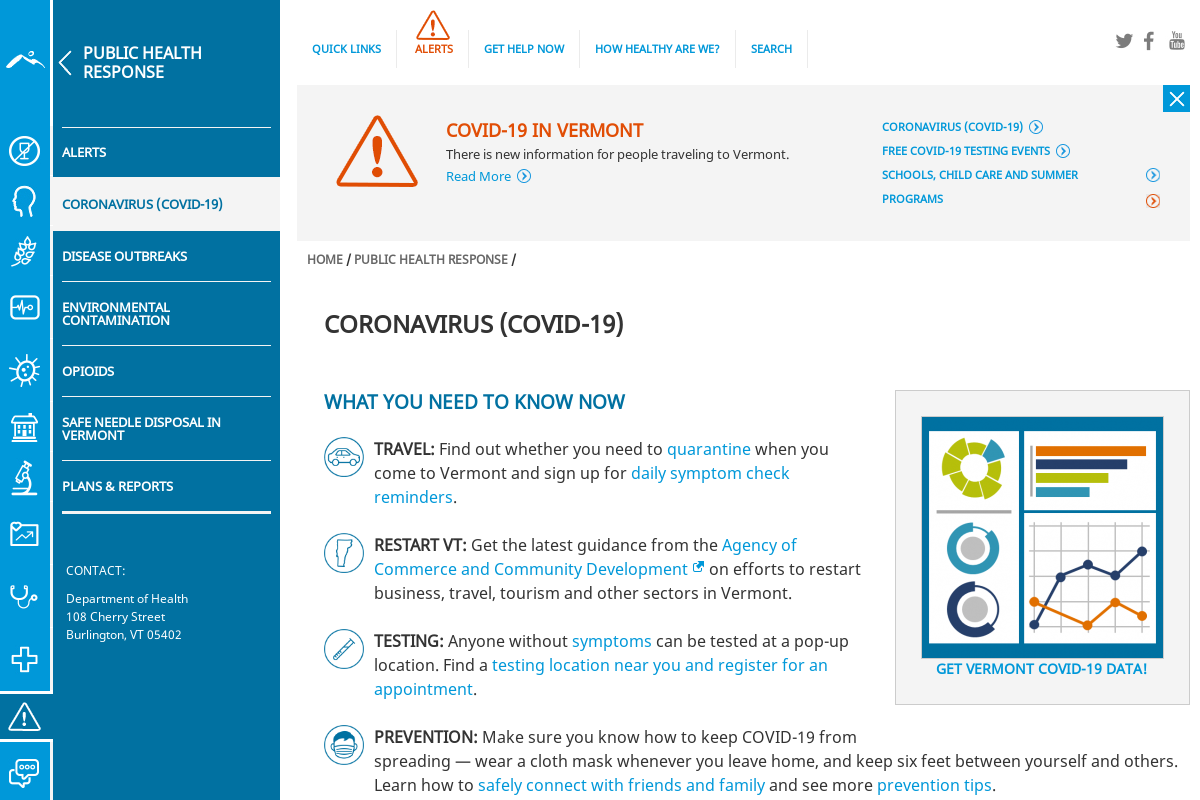 PUBLIC HEALTH
RESPONSE
ALERTS
CORONAVIRUS (COVID-19)
DISEASE OUTBREAKS
ENVIRONMENTAL
CONTAMINATION
OPIOIDS
SAFE NEEDLE DISPOSAL IN
VERMONT
PLANS & REPORTS
CONTACT:
Department of Health
108 Cherry Street
Burlington, VT 05402
QUICK LINKS
ALERTS
GET HELP NOW
HOW HEALTHY ARE WE?
SEARCH
You
Tube
COVID-19 IN VERMONT
There is new information for people traveling to Vermont.
Read More
CORONAVIRUS (COVID-19)
FREE COVID-19 TESTING EVENTS
SCHOOLS, CHILD CARE AND SUMMER
PROGRAMS
HOME / PUBLIC HEALTH RESPONSE /
CORONAVIRUS (COVID-19)
WHAT YOU NEED TO KNOW NOW
TRAVEL: Find out whether you need to quarantine when you
come to Vermont and sign up for daily symptom check
reminders.
RESTART VT: Get the latest guidance from the Agency of
Commerce and Community Development on efforts to restart
business, travel, tourism and other sectors in Vermont.
TESTING: Anyone without symptoms can be tested at a pop-up
location. Find a testing location near you and register for an
appointment.
PREVENTION: Make sure you know how to keep COVID-19 from
spreading — wear a cloth mask whenever you leave home, and keep six feet between yourself and others.
Learn how to safely connect with friends and family and see more prevention tips.
GET VERMONT COVID-19 DATA!